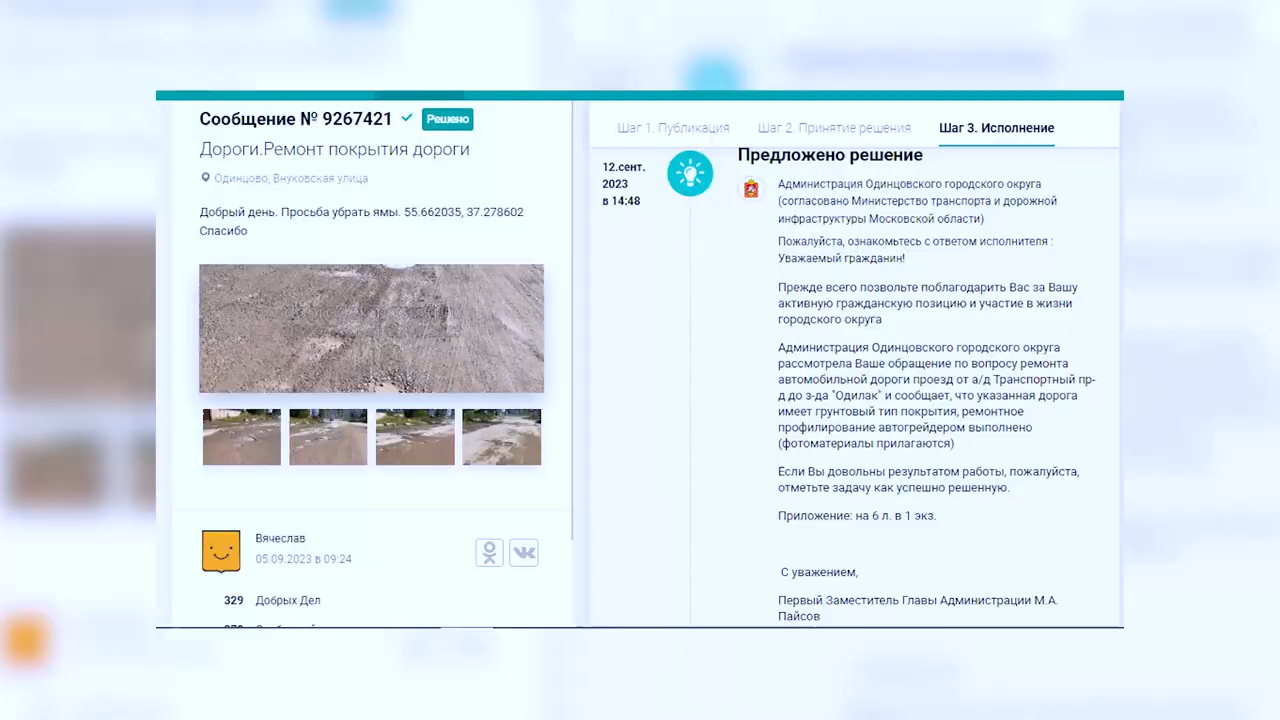 Сообщение № 9267421
Решено
Дороги.Ремонт покрытия дороги
Одинцово, Внуковская улица
Добрый день. Просьба убрать ямы. 55.662035, 37.278602
Спасибо
Вячеслав
05.09.2023 в 09:24
329 Добрых Дел
Шаг 1. Публикация
Шаг 2. Принятие решения
Шаг 3. Исполнение
12.сент.
2023
в 14:48
Предложено решение
Администрация Одинцовского городского округа
(согласовано Министерство транспорта и дорожной
инфраструктуры Московской области)
Пожалуйста, ознакомьтесь с ответом исполнителя :
Уважаемый гражданин!
Прежде всего позвольте поблагодарить Вас за Вашу
активную гражданскую позицию и участие в жизни
городского округа
Администрация Одинцовского городского округа
рассмотрела Ваше обращение по вопросу ремонта
автомобильной дороги проезд от а/д Транспортный пр-
д до з-да "Одилак" и сообщает, что указанная дорога
имеет грунтовый тип покрытия, ремонтное
профилирование автогрейдером выполнено
(фотоматериалы прилагаются)
Если Вы довольны результатом работы, пожалуйста,
отметьте задачу как успешно решенную.
Приложение: на 6 л. в 1 экз.
С уважением,
Первый Заместитель Главы Администрации М.А.
Пайсов